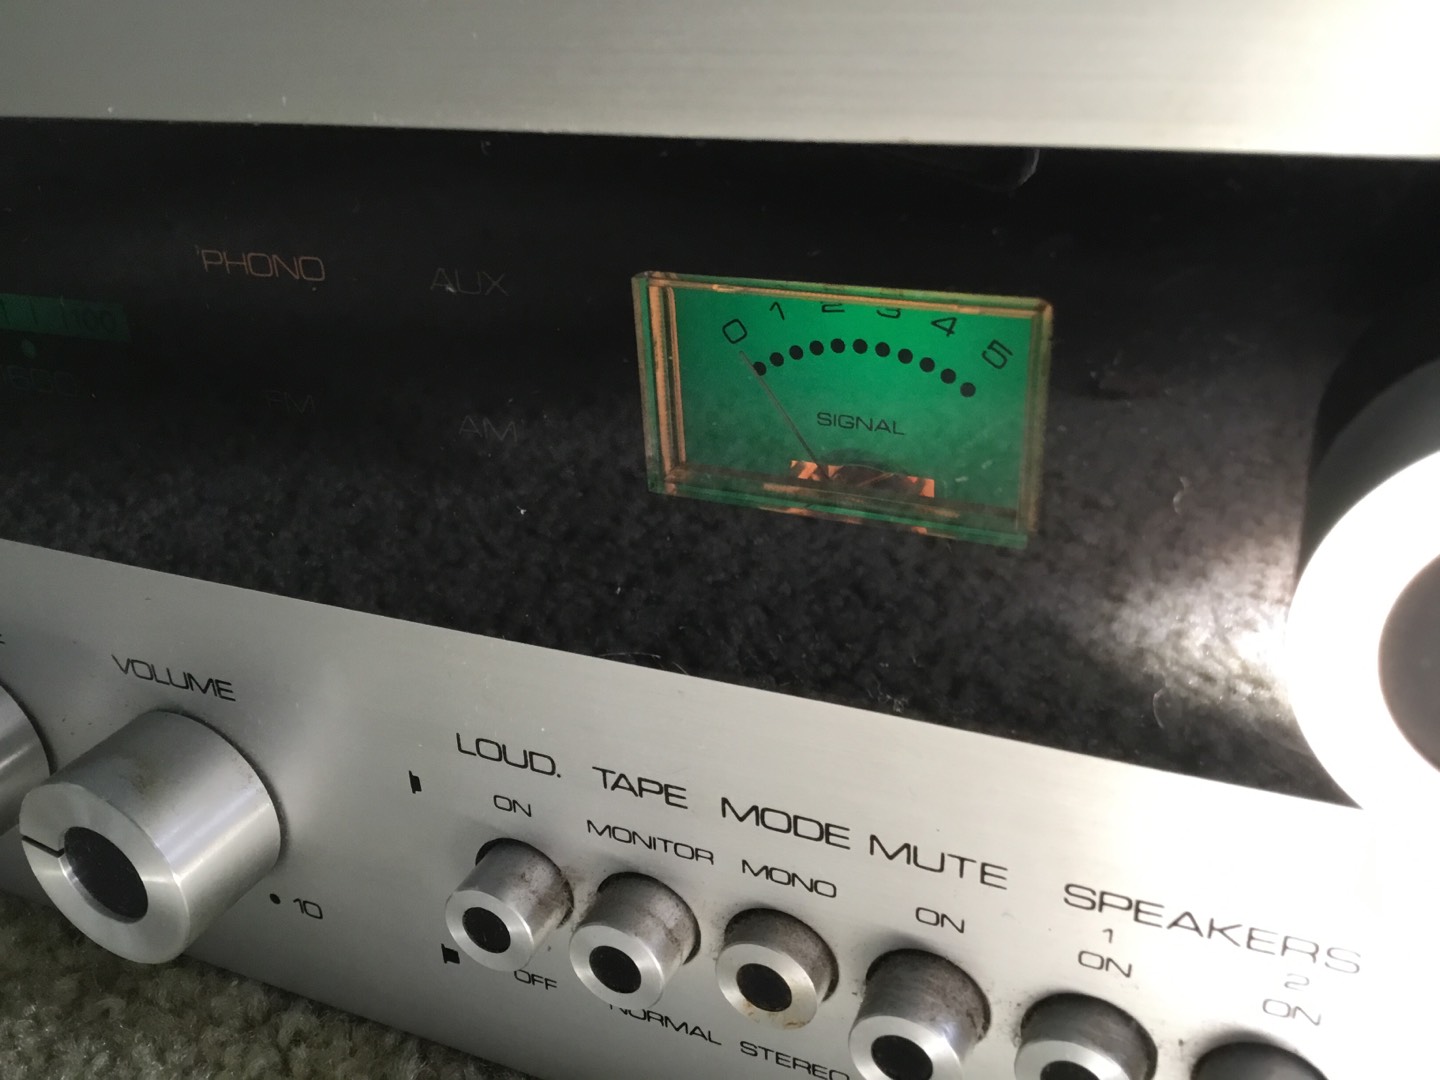 PHONO
AUX
FM
AM
0 1 2 3 4 5
SIGNAL
VOLUME
10
LOUD. TAPE MODE MUTE SPEAKERS
ON MONITOR MONO ON 1 2
ON ON
OFF NORMAL STEREO